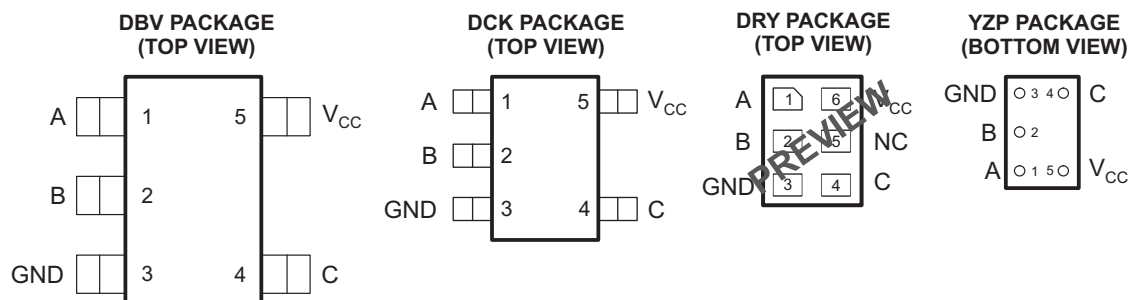 DBV PACKAGE
(TOP VIEW)
A 1 5 VCC
B 2
GND 3 4 C
DCK PACKAGE
(TOP VIEW)
A 1 5 VCC
B 2
GND 3 4 C
DRY PACKAGE
(TOP VIEW)
A 1 6 VCC
B 2 5 NC
GND 3 4 C
PREVIEW
YZP PACKAGE
(BOTTOM VIEW)
GND 3 4 C
B 2
A 1 5 VCC